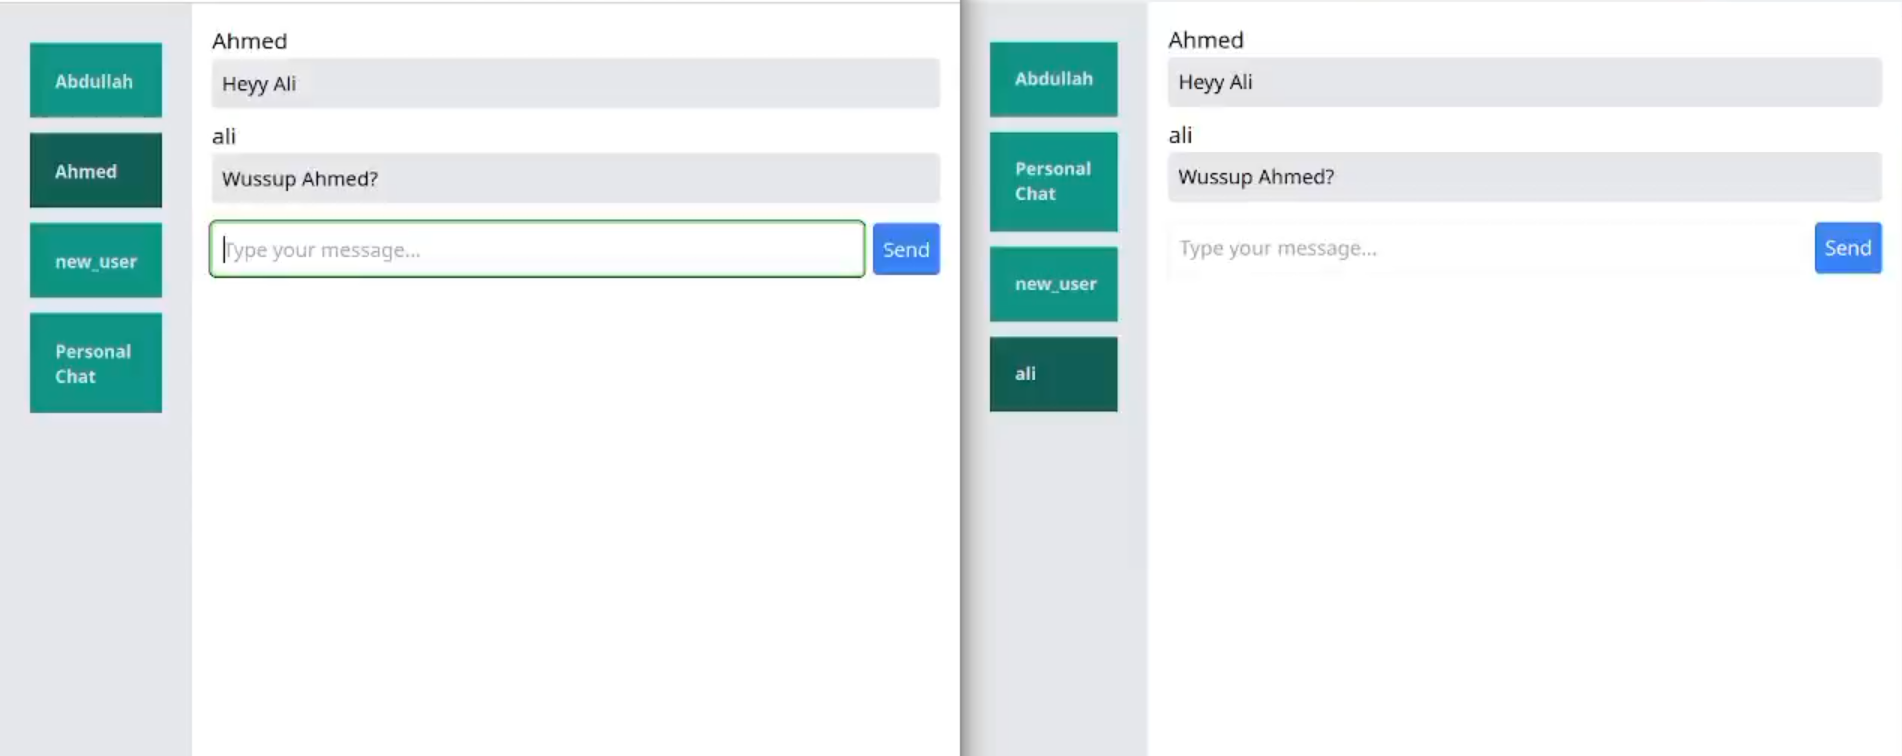 Abdullah
Ahmed
new_user
Personal
Chat
Ahmed
Heyy Ali
ali
Wussup Ahmed?
Type your message...
Send
Abdullah
Personal
Chat
new_user
ali
Ahmed
Heyy Ali
ali
Wussup Ahmed?
Type your message...
Send